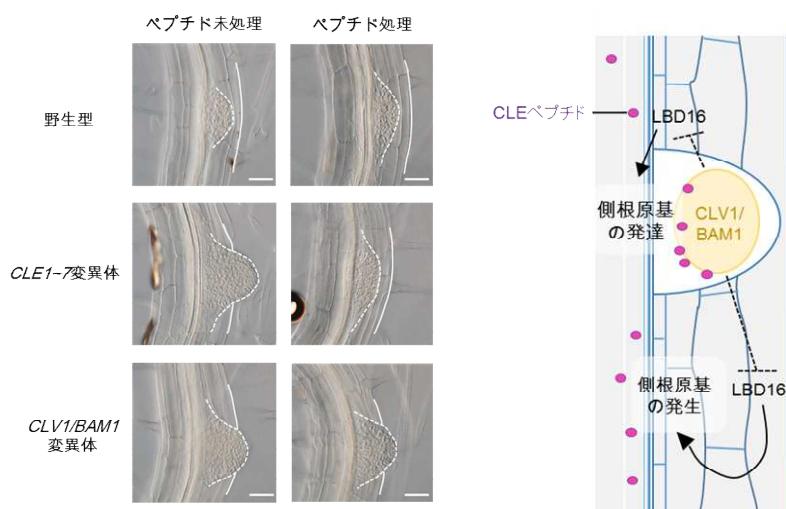 ペプチド未処理
ペプチド処理
野生型
CLE1-7変異体
CLV1/BAM1
変異体
CLEペプチド
LBD16
側根原基
の発達
CLV1/
BAM1
側根原基
の発生
LBD16